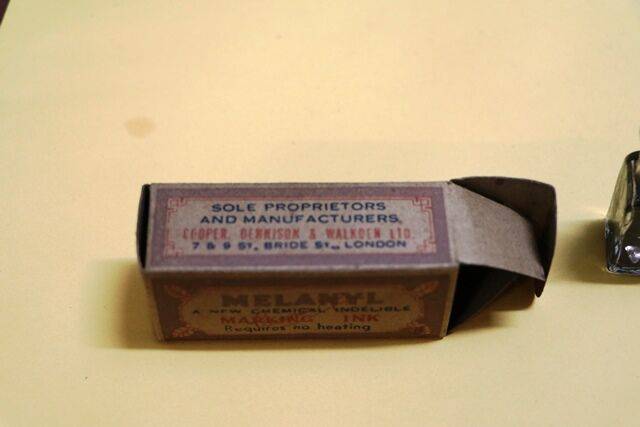 SOLE PROPRIETORS
AND MANUFACTURERS,
COOPER, DENNISON & WALKDEN LTD.
7 & 9 ST, BRIDE ST., LONDON
MELANYL
A NEW CHEMICAL INDELIBLE
MARKING INK
Requires no heating